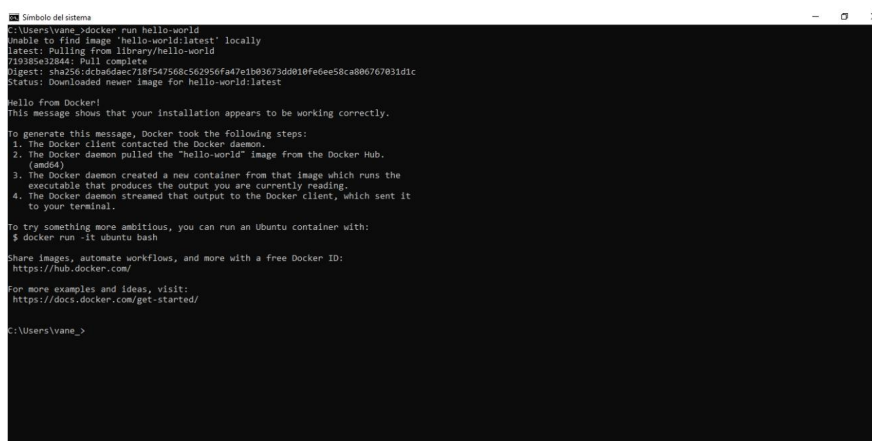 Símbolo del sistema
C:\Users\vane_>docker run hello-world
Unable to find image 'hello-world:latest' locally
latest: Pulling from library/hello-world
719385e32844: Pull complete
Digest: sha256:dcba6daec718f547568c562956fa47e1b03673dd010fe6ee58ca806767031d1c
Status: Downloaded newer image for hello-world:latest
Hello from Docker!
This message shows that your installation appears to be working correctly.
To generate this message, Docker took the following steps:
1. The Docker client contacted the Docker daemon.
2. The Docker daemon pulled the "hello-world" image from the Docker Hub.
(amd64)
3. The Docker daemon created a new container from that image which runs the
executable that produces the output you are currently reading.
4. The Docker daemon streamed that output to the Docker client, which sent it
to your terminal.
To try something more ambitious, you can run an Ubuntu container with:
$ docker run -it ubuntu bash
Share images, automate workflows, and more with a free Docker ID:
https://hub.docker.com/
For more examples and ideas, visit:
https://docs.docker.com/get-started/
C:\Users\vane_>